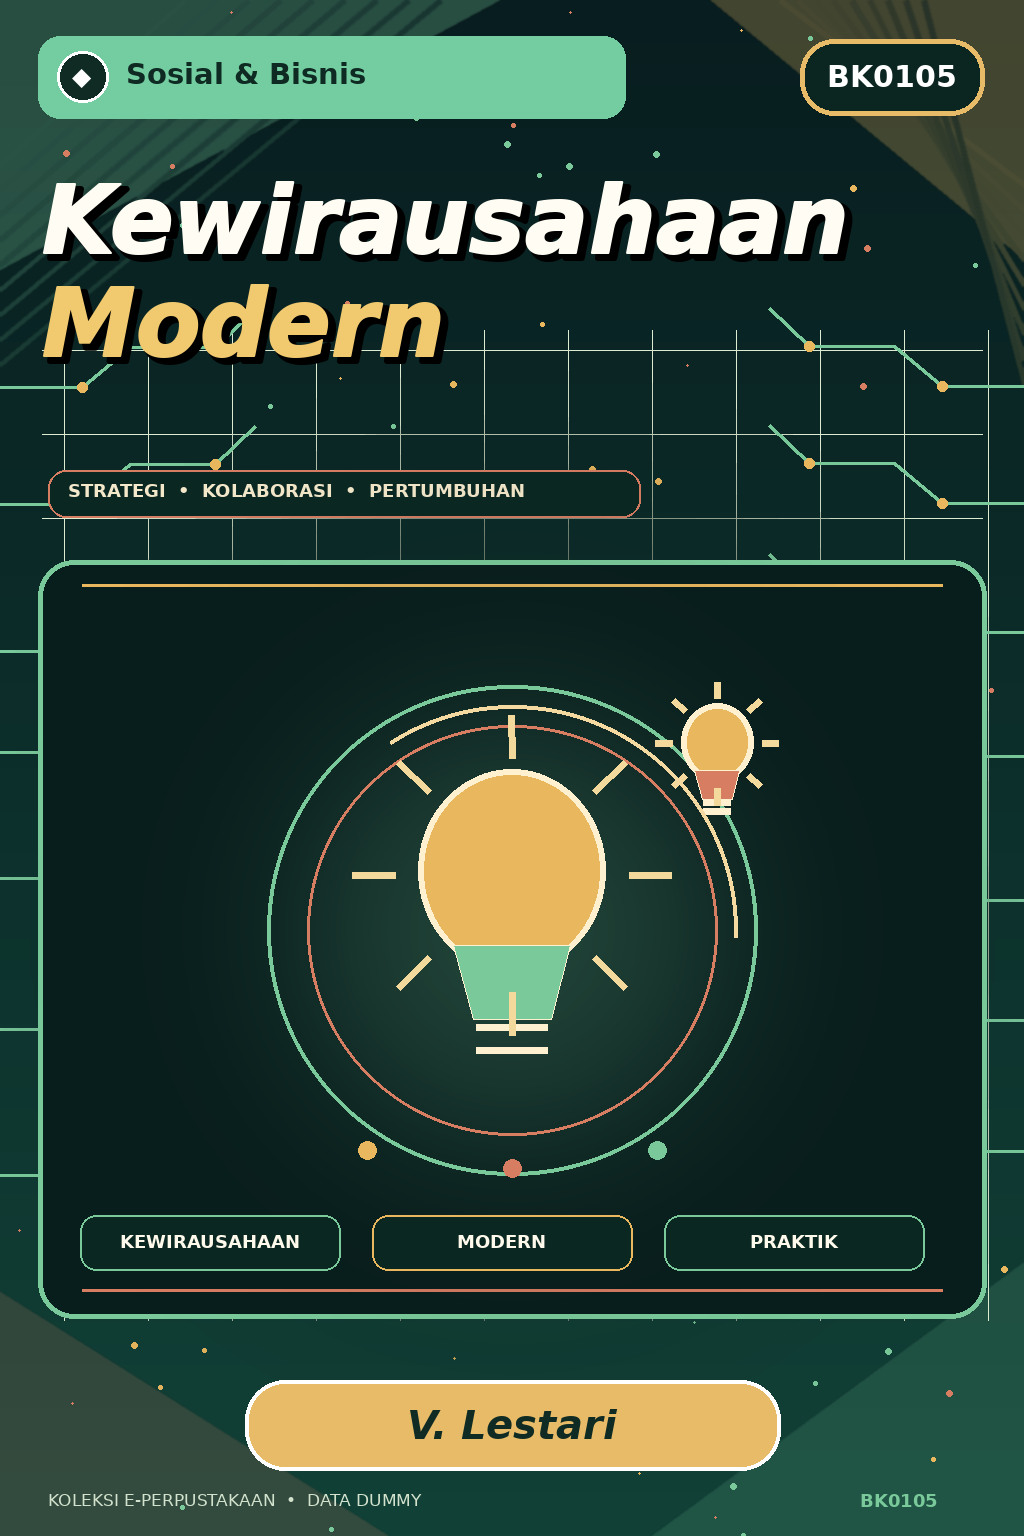 Sosial & Bisnis
BK0105
Kewirausahaan
Modern
STRATEGI • KOLABORASI • PERTUMBUHAN
KEWIRAUSAHAAN
MODERN
PRAKTIK
V. Lestari
KOLEKSI E-PERPUSTAKAAN • DATA DUMMY
BK0105